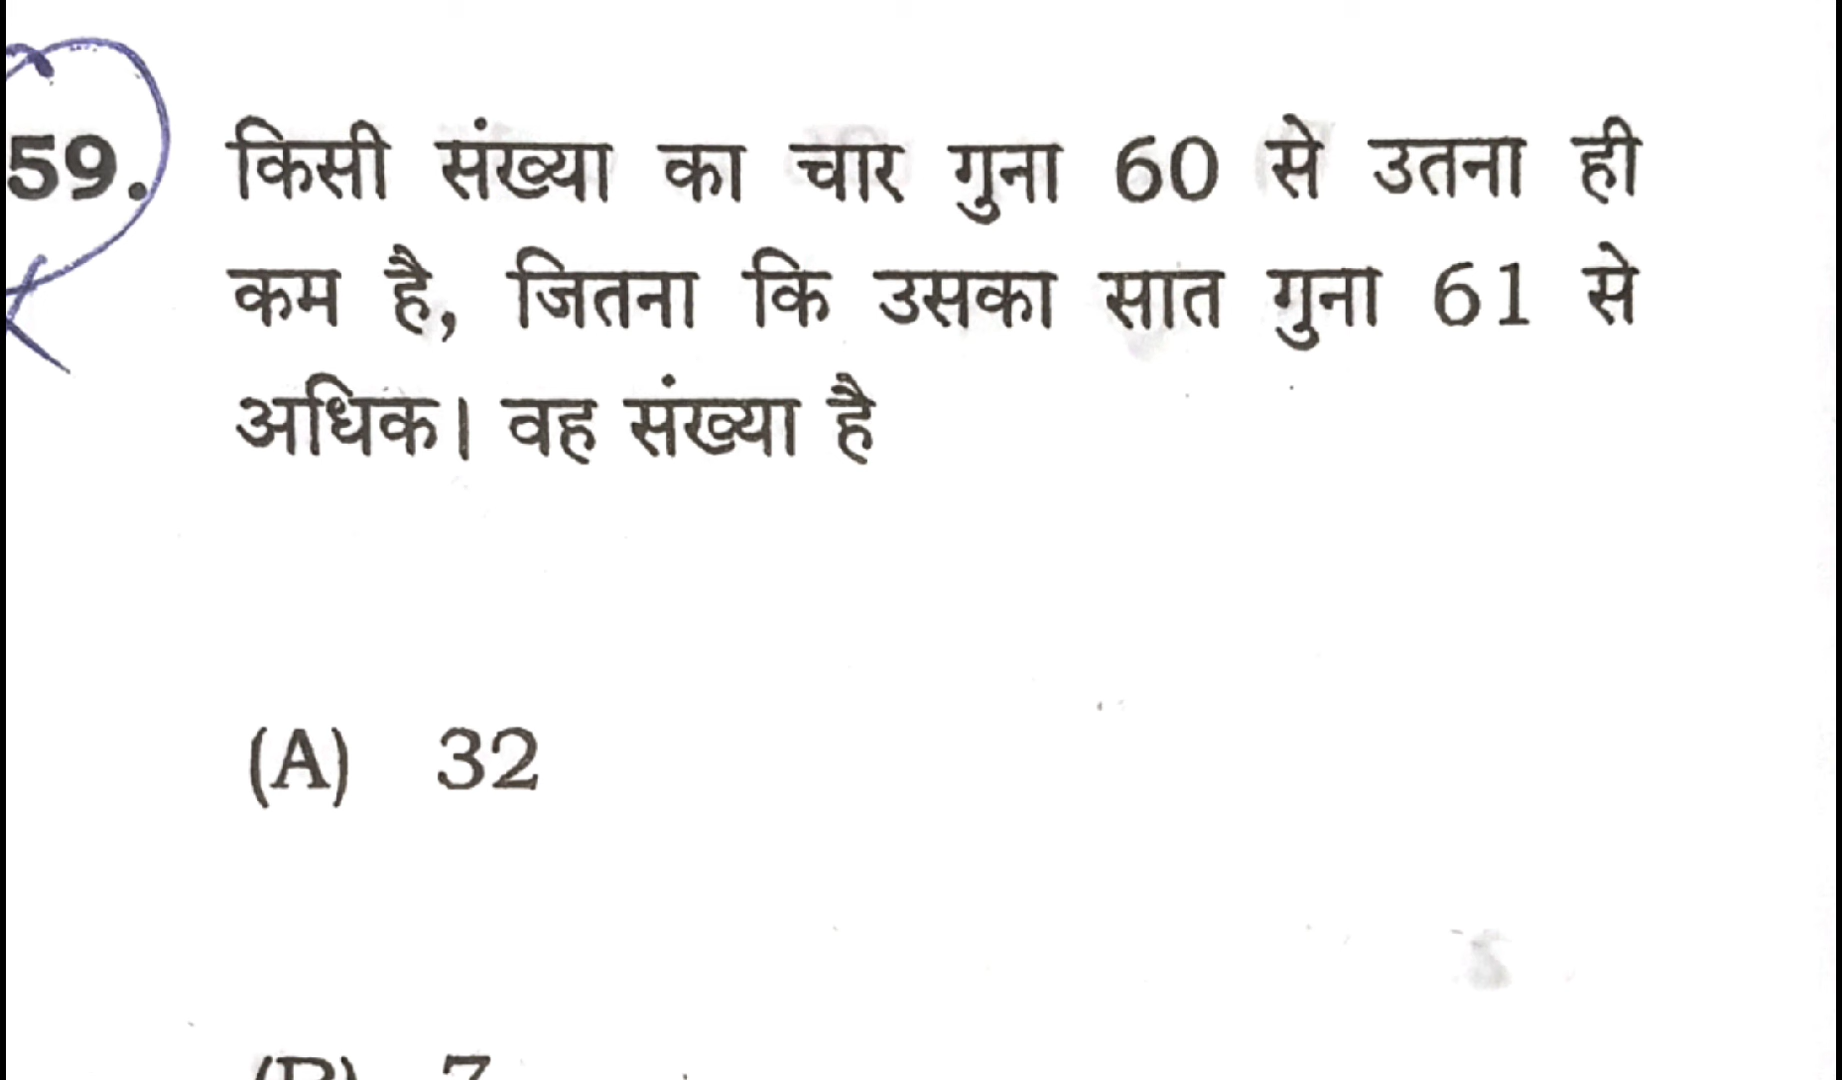 59. किसी संख्या का चार गुना 60 से उतना ही
कम है, जितना कि उसका सात गुना 61 से
अधिक। वह संख्या है
(A) 32